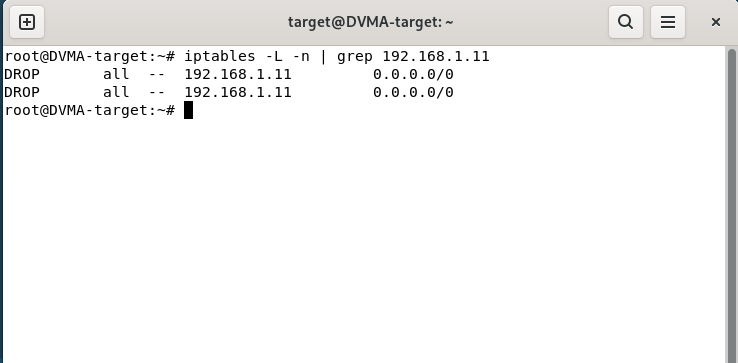 target@DVMA-target: ~
root@DVMA-target:~# iptables -L -n | grep 192.168.1.11
DROP       all  --  192.168.1.11         0.0.0.0/0
DROP       all  --  192.168.1.11         0.0.0.0/0
root@DVMA-target:~#